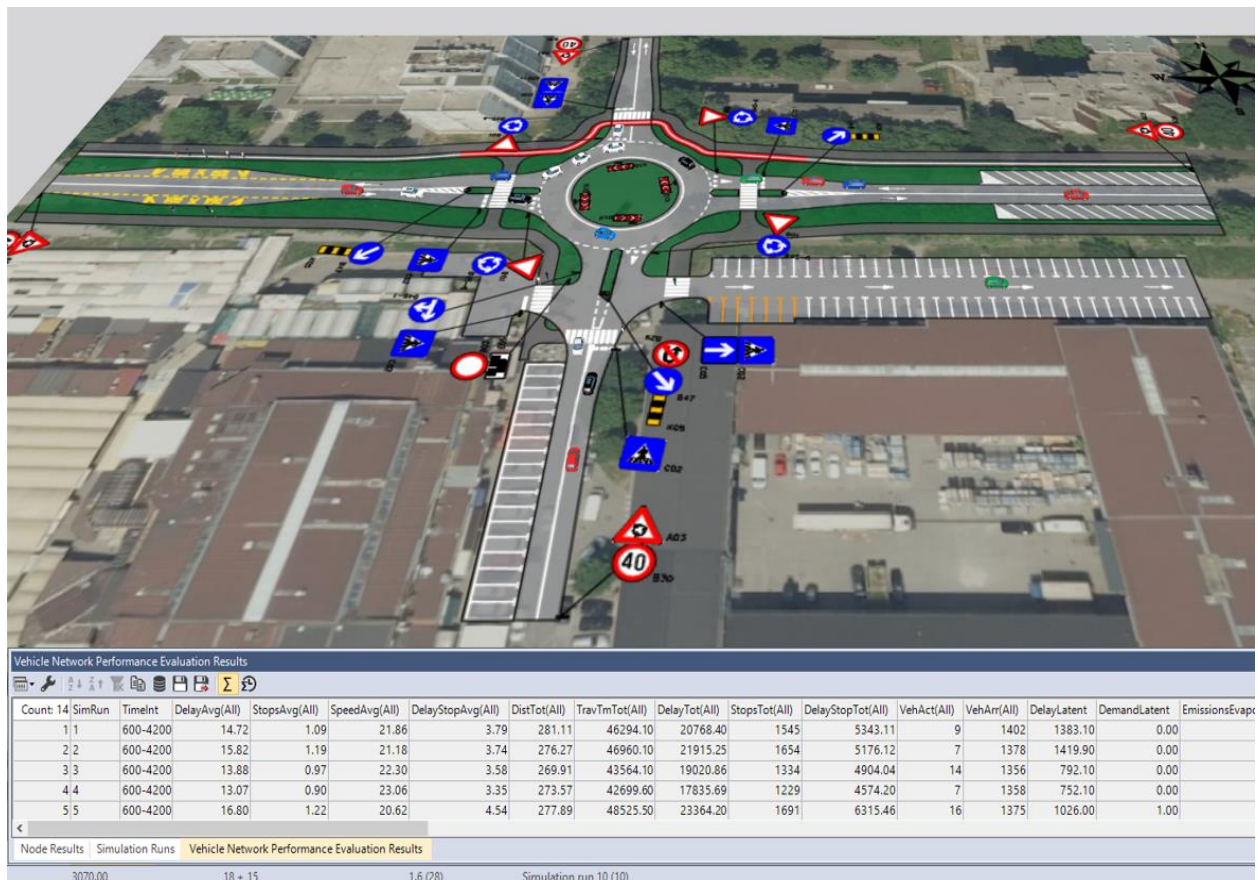 40
N
W
A03
40
B30
B47
K09
C02
C02
Vehicle Network Performance Evaluation Results
Count: 14 SimRun TimeInt DelayAvg(All) StopsAvg(All) SpeedAvg(All) DelayStopAvg(All) DistTot(All) TravTmTot(All) DelayTot(All) StopsTot(All) DelayStopTot(All) VehAct(All) VehArr(All) DelayLatent DemandLatent EmissionsEvapo
1 1 600-4200 14.72 1.09 21.86 3.79 281.11 46294.10 20768.40 1545 5343.11 9 1402 1383.10 0.00
2 2 600-4200 15.82 1.19 21.18 3.74 276.27 46960.10 21915.25 1654 5176.12 7 1378 1419.90 0.00
3 3 600-4200 13.88 0.97 22.30 3.58 269.91 43564.10 19020.86 1334 4904.04 14 1356 792.10 0.00
4 4 600-4200 13.07 0.90 23.06 3.35 273.57 42699.60 17835.69 1229 4574.20 7 1358 752.10 0.00
5 5 600-4200 16.80 1.22 20.62 4.54 277.89 48525.50 23364.20 1691 6315.46 16 1375 1026.00 1.00
Node Results Simulation Runs Vehicle Network Performance Evaluation Results
3070.00 18 + 15 1.6 (28) Simulation run 10 (10)